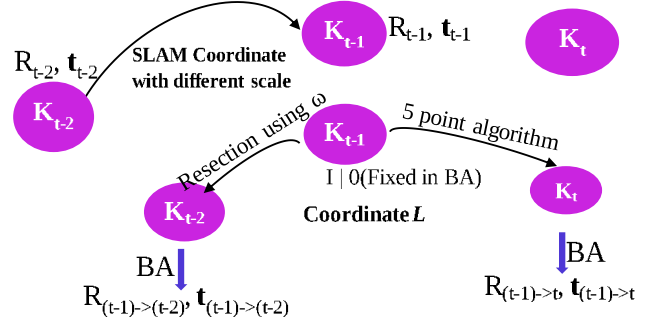 K_{t-1}
R_{t-1}, t_{t-1}
K_t
SLAM Coordinate
with different scale
R_{t-2}, t_{t-2}
K_{t-2}
Resection using ω
K_{t-1}
5 point algorithm
I | 0(Fixed in BA)
K_{t-2}
Coordinate L
K_t
BA
BA
R_{(t-1)->(t-2)}, t_{(t-1)->(t-2)}
R_{(t-1)->t}, t_{(t-1)->t}